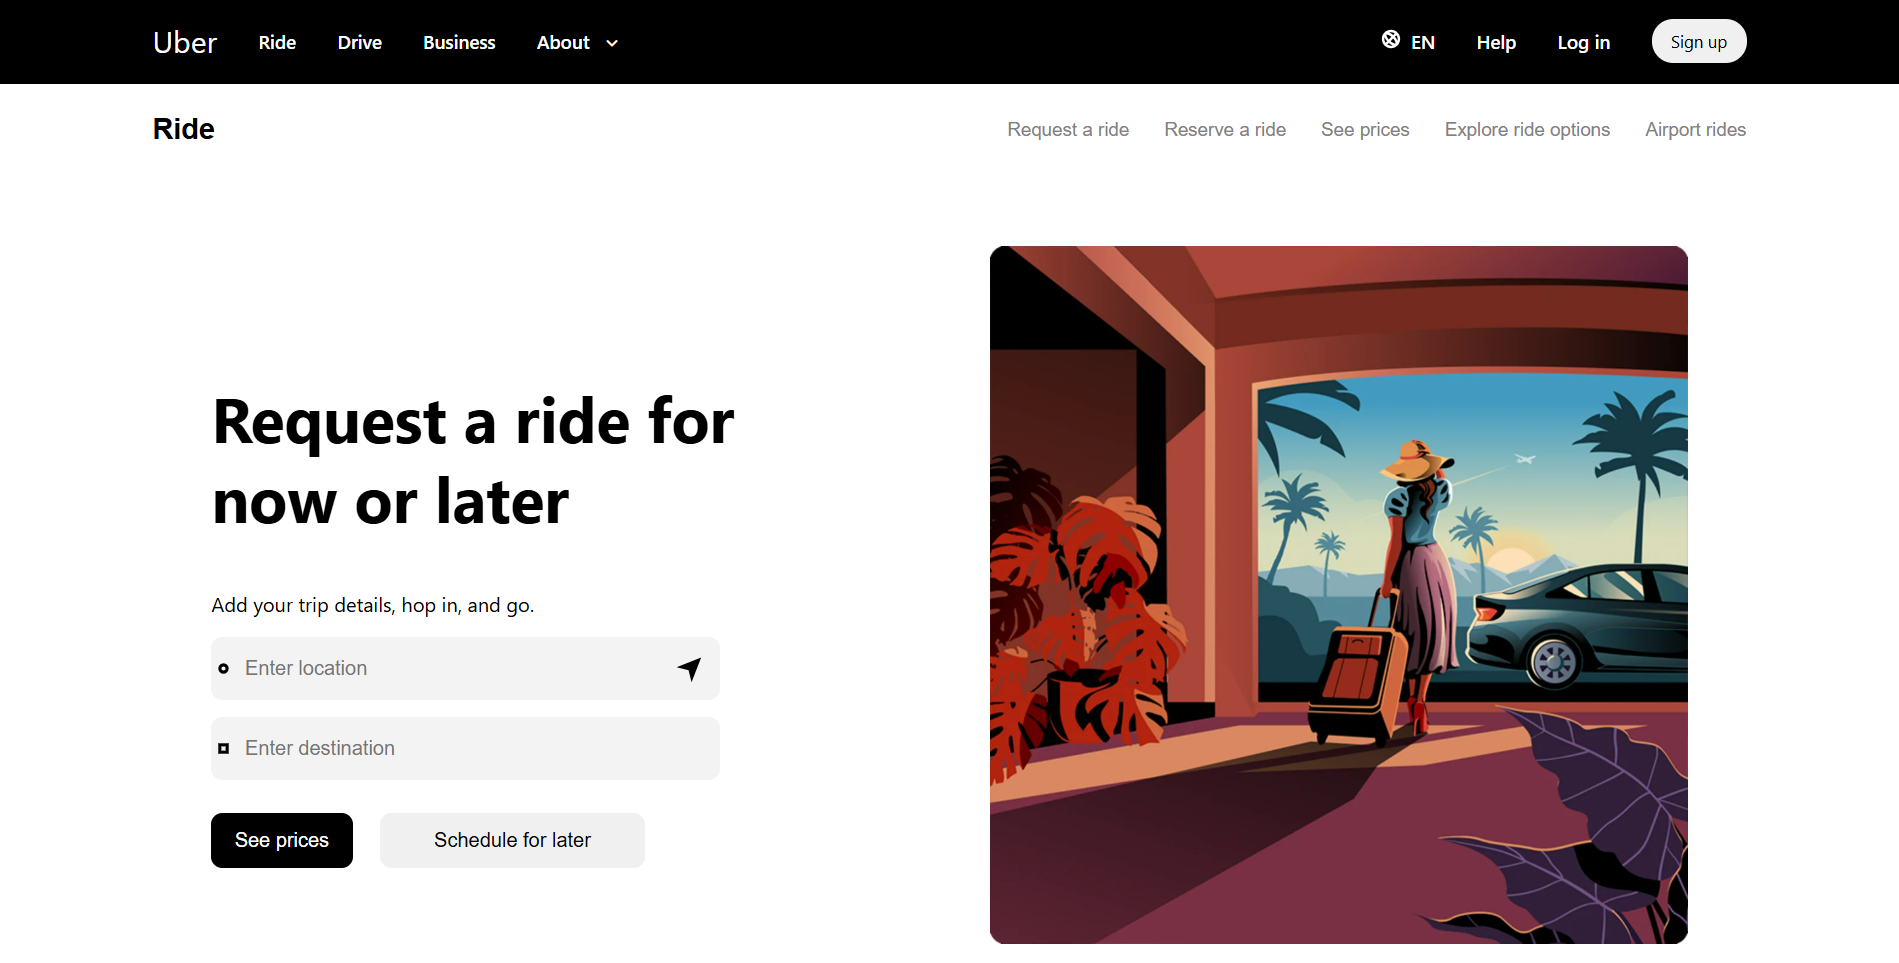 Uber Ride Drive Business About EN Help Log in Sign up
Ride Request a ride Reserve a ride See prices Explore ride options Airport rides
Request a ride for
now or later
Add your trip details, hop in, and go.
Enter location
Enter destination
See prices Schedule for later